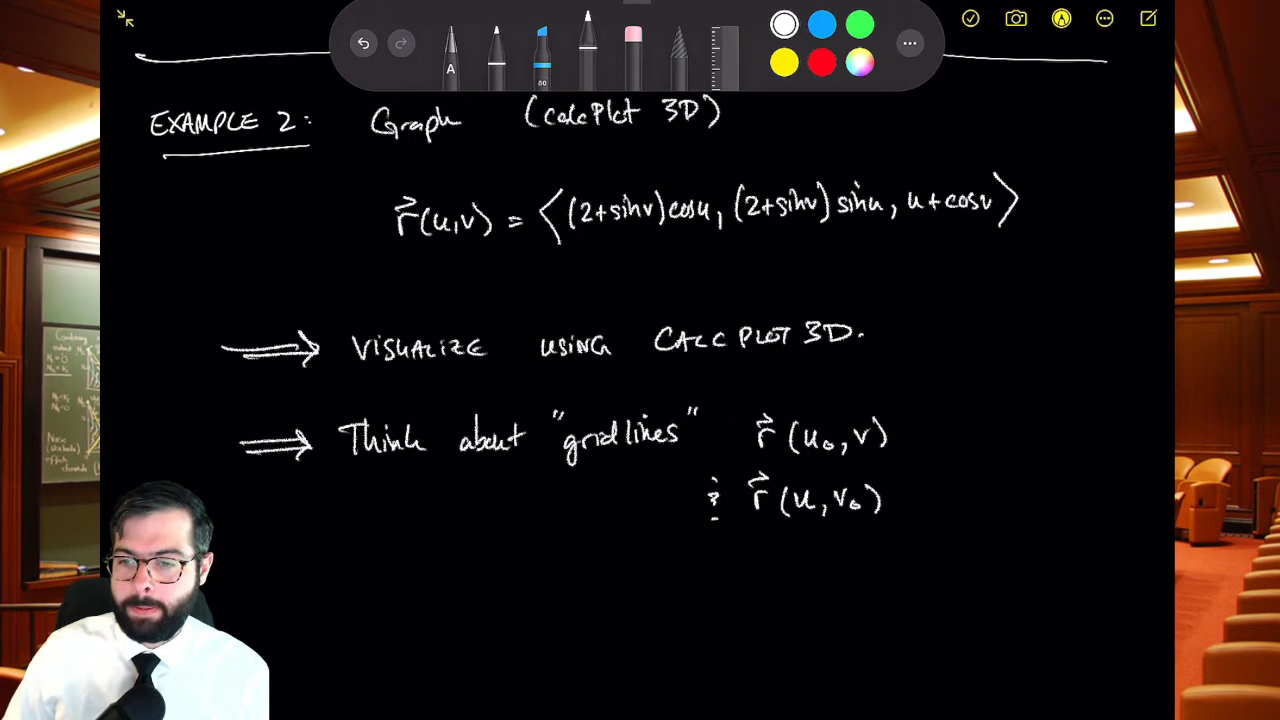 EXAMPLE 2: Graph (CalcPlot 3D)
r⃗(u,v) = ⟨(2+sinv)cosu, (2+sinv)sinu, u+cosv⟩
⟹ VISUALIZE USING CALCPLOT 3D.
⟹ Think about "gridlines" r⃗(u₀,v)
r⃗(u,v₀)
A
80